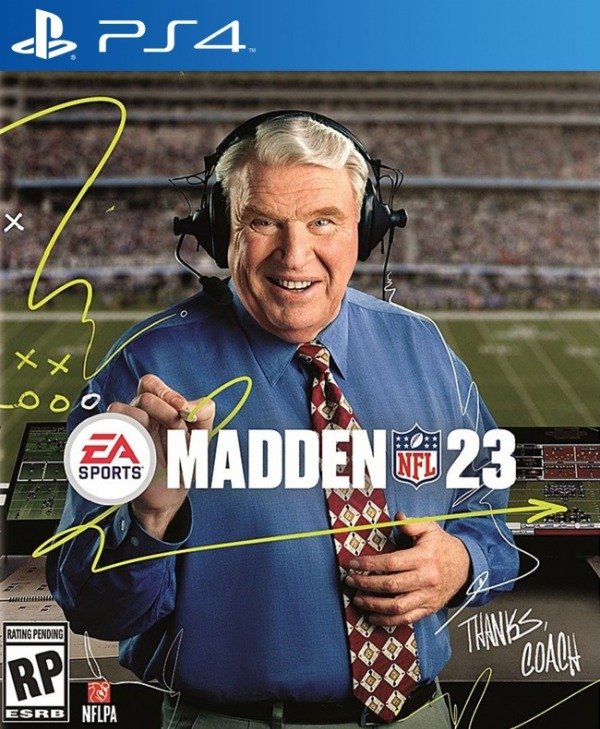 PS4
EA
SPORTS
MADDEN NFL 23
THANKS,
COACH
RATING PENDING
RP
ESRB
NFLPA